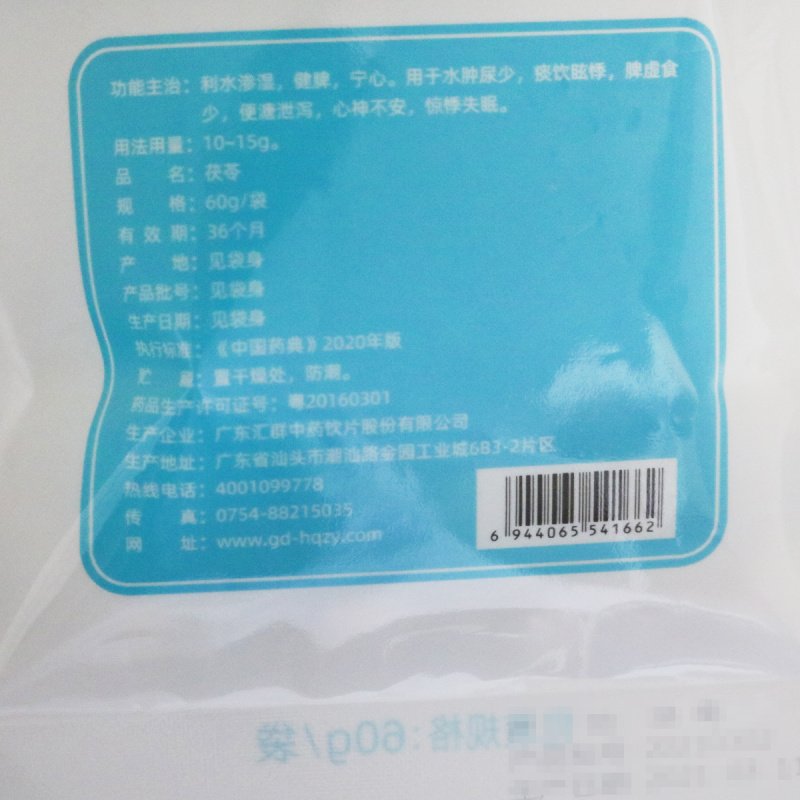 功能主治：利水渗湿，健脾，宁心。用于水肿尿少，痰饮眩悸，脾虚食
少，便溏泄泻，心神不安，惊悸失眠。
用法用量：10~15g。
品 名：茯苓
规 格：60g/袋
有 效 期：36个月
产 地：见袋身
产品批号：见袋身
生产日期：见袋身
执行标准：《中国药典》2020年版
贮 藏：置干燥处，防潮。
药品生产许可证号：粤20160301
生产企业：广东汇群中药饮片股份有限公司
生产地址：广东省汕头市潮汕路金园工业城6B3-2片区
热线电话：4001099778
传 真：0754-88215035
网 址：www.gd-hqzy.com
6 944065 541662
规格：60g/袋